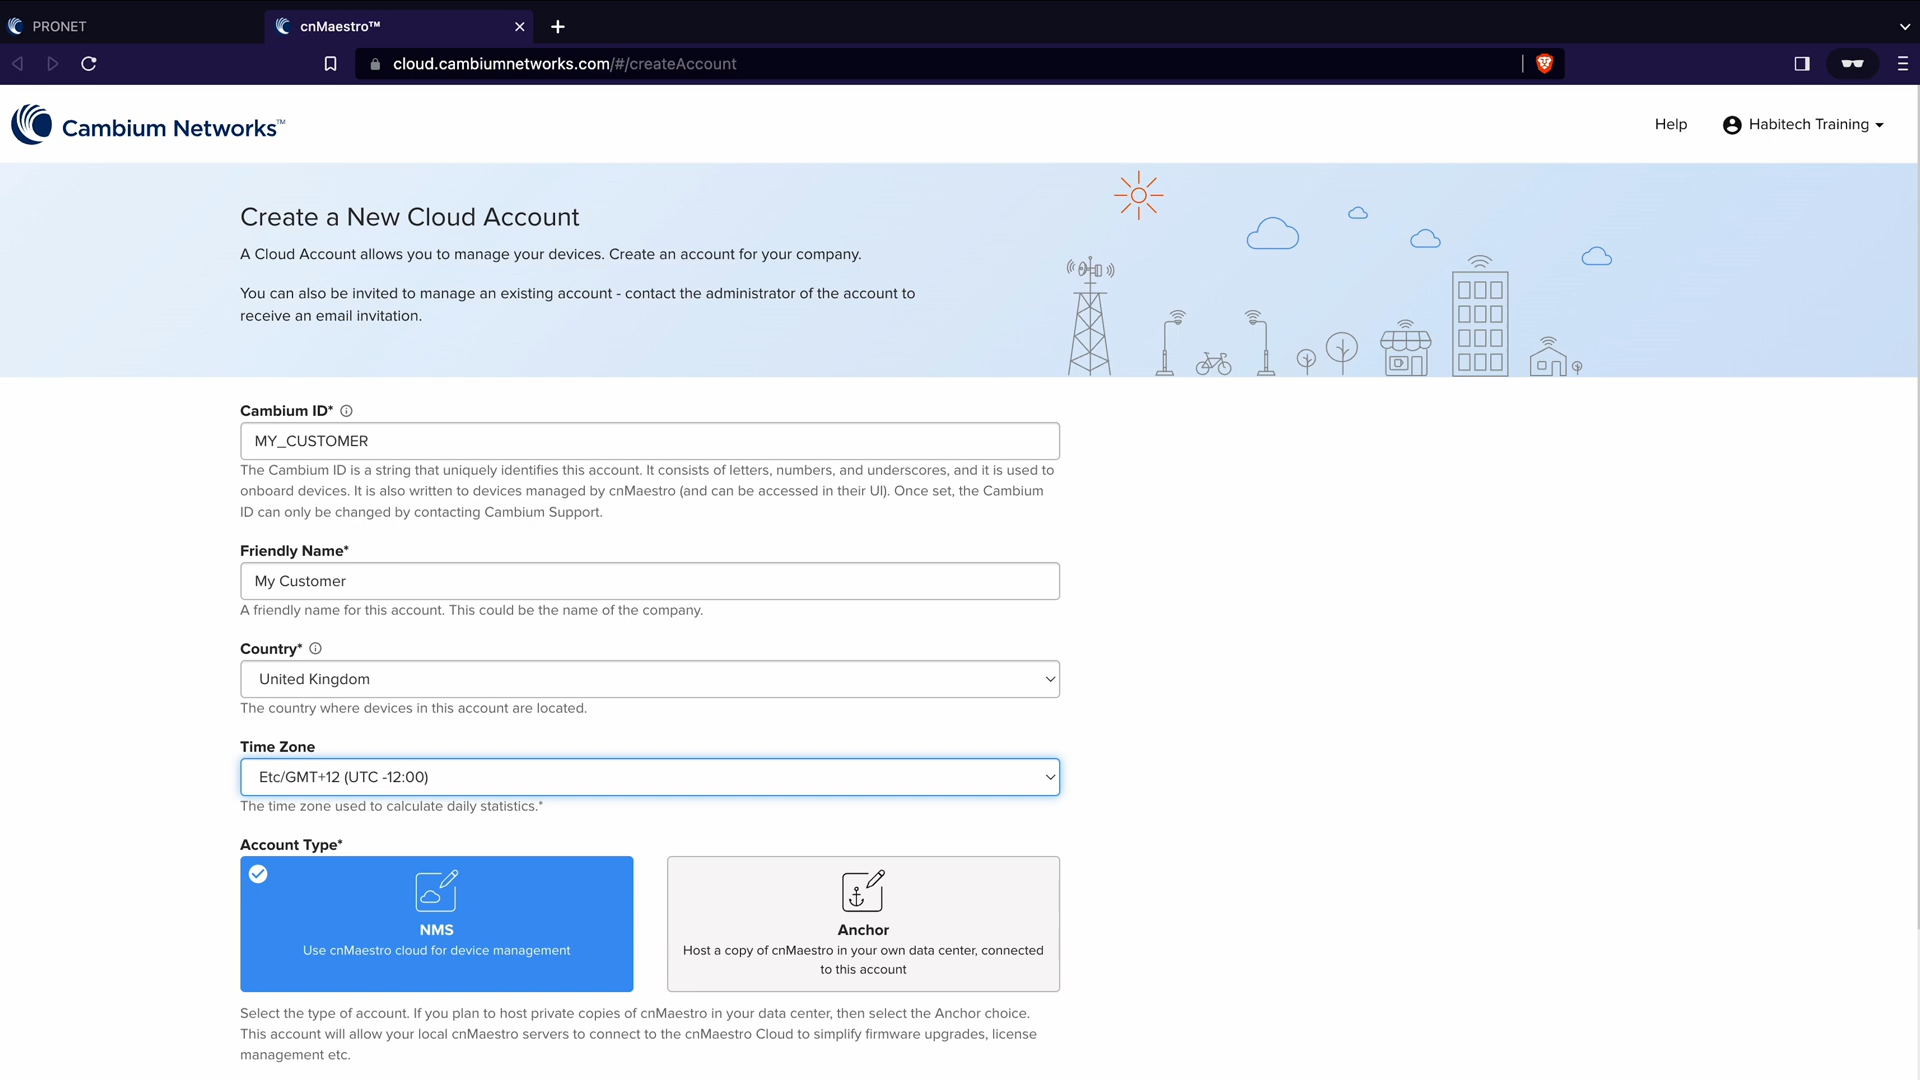 PRONET
cnMaestro™
cloud.cambiumnetworks.com/#/createAccount
Cambium Networks™
Help
Habitech Training
Create a New Cloud Account
A Cloud Account allows you to manage your devices. Create an account for your company.
You can also be invited to manage an existing account - contact the administrator of the account to
receive an email invitation.
Cambium ID*
MY_CUSTOMER
The Cambium ID is a string that uniquely identifies this account. It consists of letters, numbers, and underscores, and it is used to
onboard devices. It is also written to devices managed by cnMaestro (and can be accessed in their UI). Once set, the Cambium
ID can only be changed by contacting Cambium Support.
Friendly Name*
My Customer
A friendly name for this account. This could be the name of the company.
Country*
United Kingdom
The country where devices in this account are located.
Time Zone
Etc/GMT+12 (UTC -12:00)
The time zone used to calculate daily statistics.*
Account Type*
NMS
Use cnMaestro cloud for device management
Anchor
Host a copy of cnMaestro in your own data center, connected
to this account
Select the type of account. If you plan to host private copies of cnMaestro in your data center, then select the Anchor choice.
This account will allow your local cnMaestro servers to connect to the cnMaestro Cloud to simplify firmware upgrades, license
management etc.